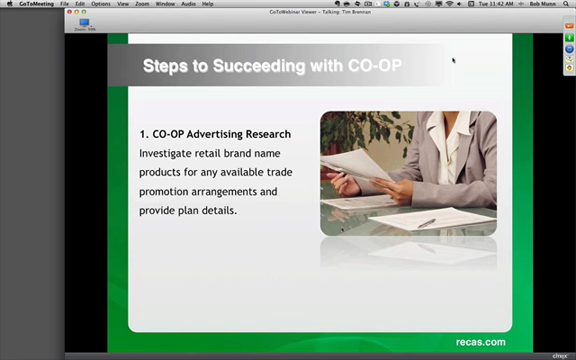 GoToMeeting File Edit Options View Zoom Window Audio Help
Tue 11:42 AM Bob Munn
GoToWebinar Viewer - Talking: Tim Brennan
Steps to Succeeding with CO-OP
1. CO-OP Advertising Research
Investigate retail brand name
products for any available trade
promotion arrangements and
provide plan details.
recas.com